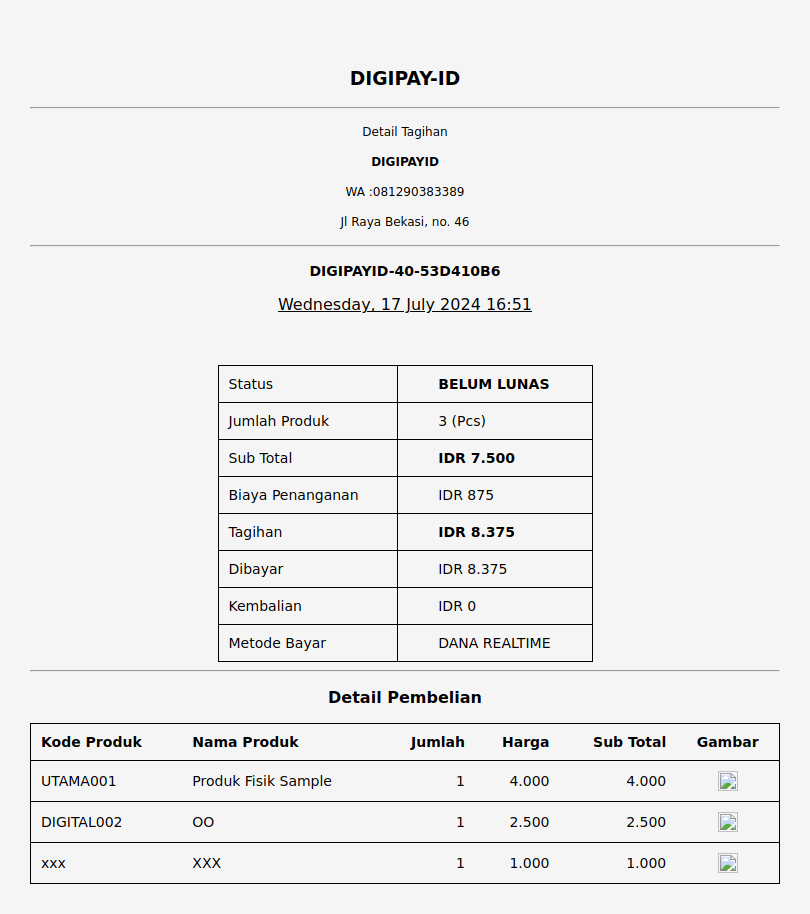 DIGIPAY-ID
Detail Tagihan
DIGIPAYID
WA :081290383389
Jl Raya Bekasi, no. 46
DIGIPAYID-40-53D410B6
Wednesday, 17 July 2024 16:51
Status BELUM LUNAS
Jumlah Produk 3 (Pcs)
Sub Total IDR 7.500
Biaya Penanganan IDR 875
Tagihan IDR 8.375
Dibayar IDR 8.375
Kembalian IDR 0
Metode Bayar DANA REALTIME
Detail Pembelian
Kode Produk Nama Produk Jumlah Harga Sub Total Gambar
UTAMA001 Produk Fisik Sample 1 4.000 4.000
DIGITAL002 OO 1 2.500 2.500
xxx XXX 1 1.000 1.000